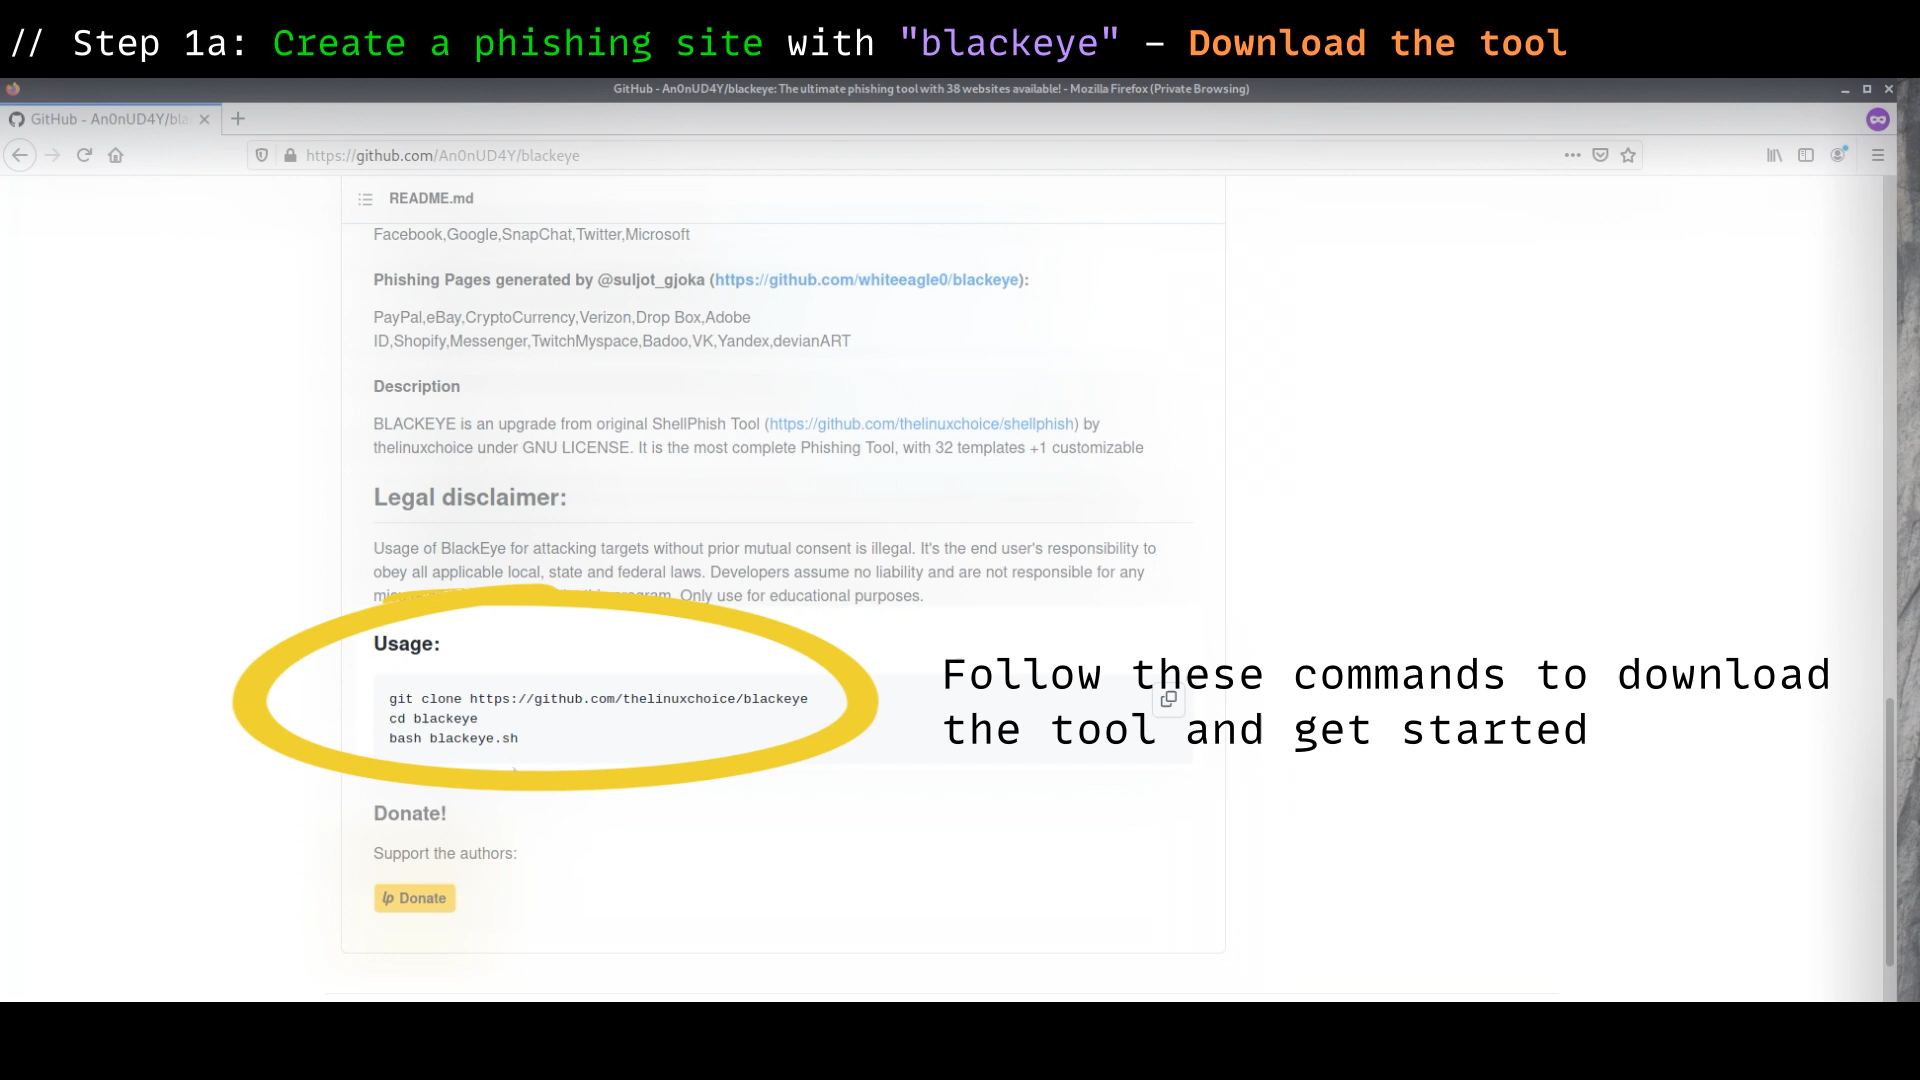 // Step 1a: Create a phishing site with "blackeye" – Download the tool
GitHub - An0nUD4Y/blackeye: The ultimate phishing tool with 38 websites available! - Mozilla Firefox (Private Browsing)
GitHub - An0nUD4Y/bla
https://github.com/An0nUD4Y/blackeye
README.md
Facebook,Google,SnapChat,Twitter,Microsoft
Phishing Pages generated by @suljot_gjoka (https://github.com/whiteeagle0/blackeye):
PayPal,eBay,CryptoCurrency,Verizon,Drop Box,Adobe
ID,Shopify,Messenger,TwitchMyspace,Badoo,VK,Yandex,devianART
Description
BLACKEYE is an upgrade from original ShellPhish Tool (https://github.com/thelinuxchoice/shellphish) by
thelinuxchoice under GNU LICENSE. It is the most complete Phishing Tool, with 32 templates +1 customizable
Legal disclaimer:
Usage of BlackEye for attacking targets without prior mutual consent is illegal. It's the end user's responsibility to
obey all applicable local, state and federal laws. Developers assume no liability and are not responsible for any
program. Only use for educational purposes.
Usage:
git clone https://github.com/thelinuxchoice/blackeye
cd blackeye
bash blackeye.sh
Follow these commands to download
the tool and get started
Donate!
Support the authors:
lp Donate